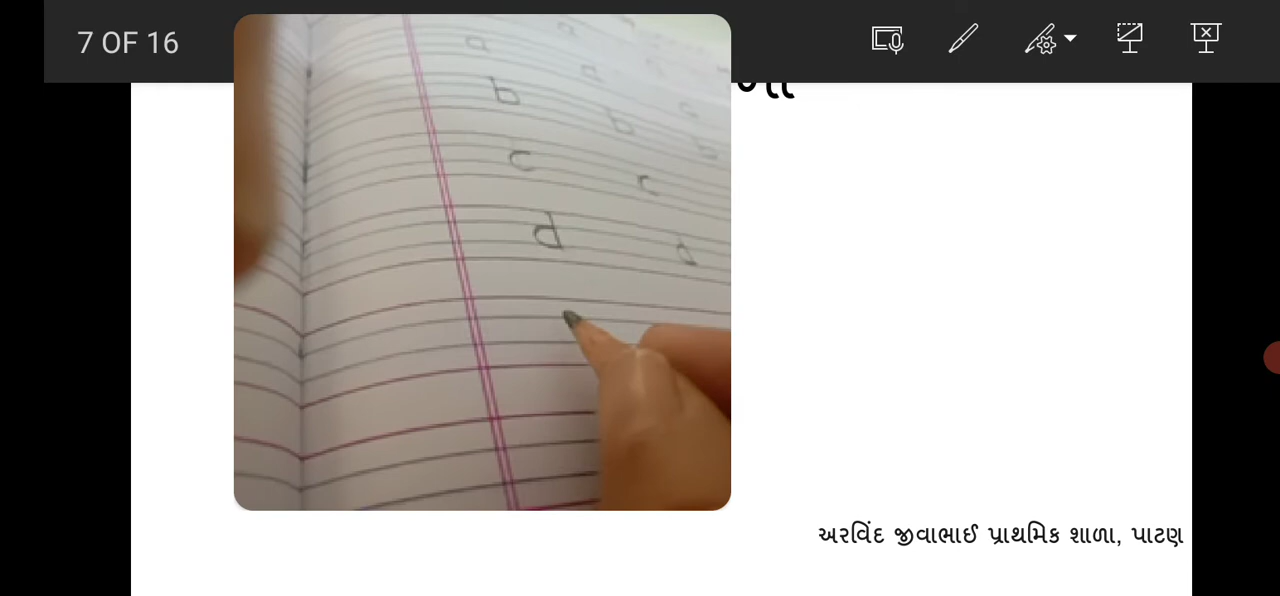 7 OF 16
a
b b b
c c
d d
અરવિંદ જીવાભાઈ પ્રાથમિક શાળા, પાટણ